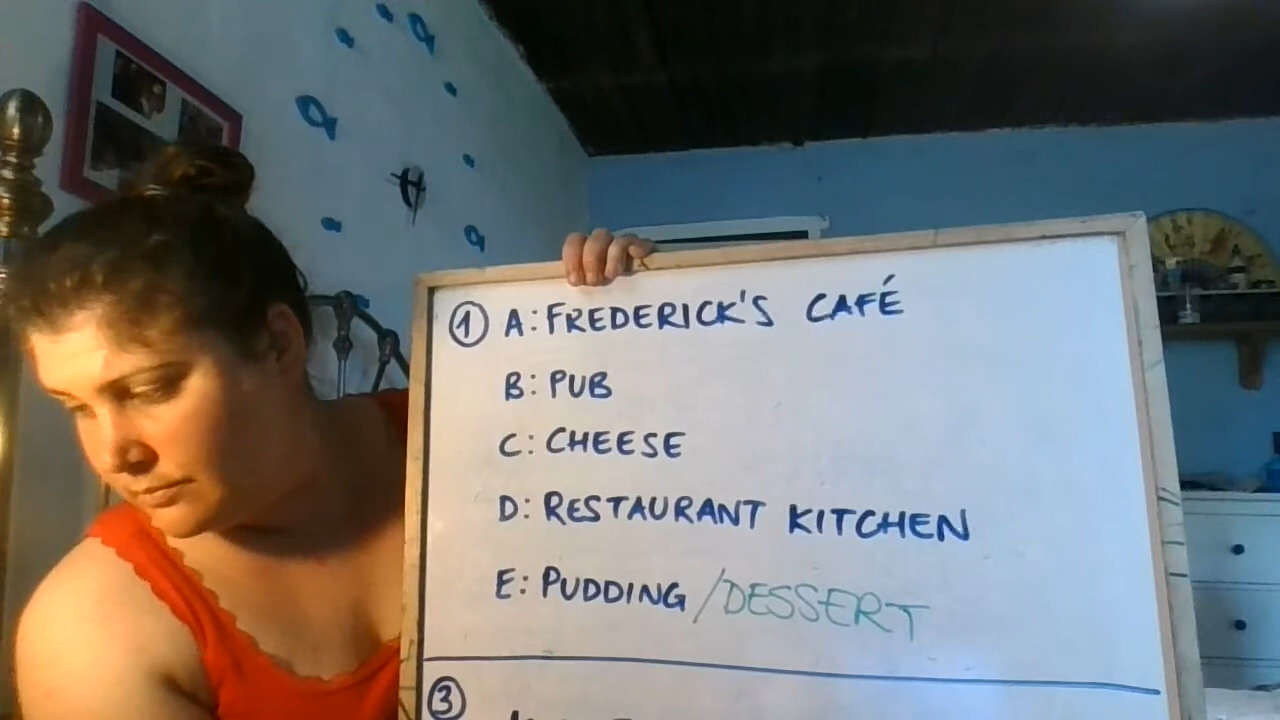 ① A: FREDERICK'S CAFÉ
B: PUB
C: CHEESE
D: RESTAURANT KITCHEN
E: PUDDING /DESSERT
③